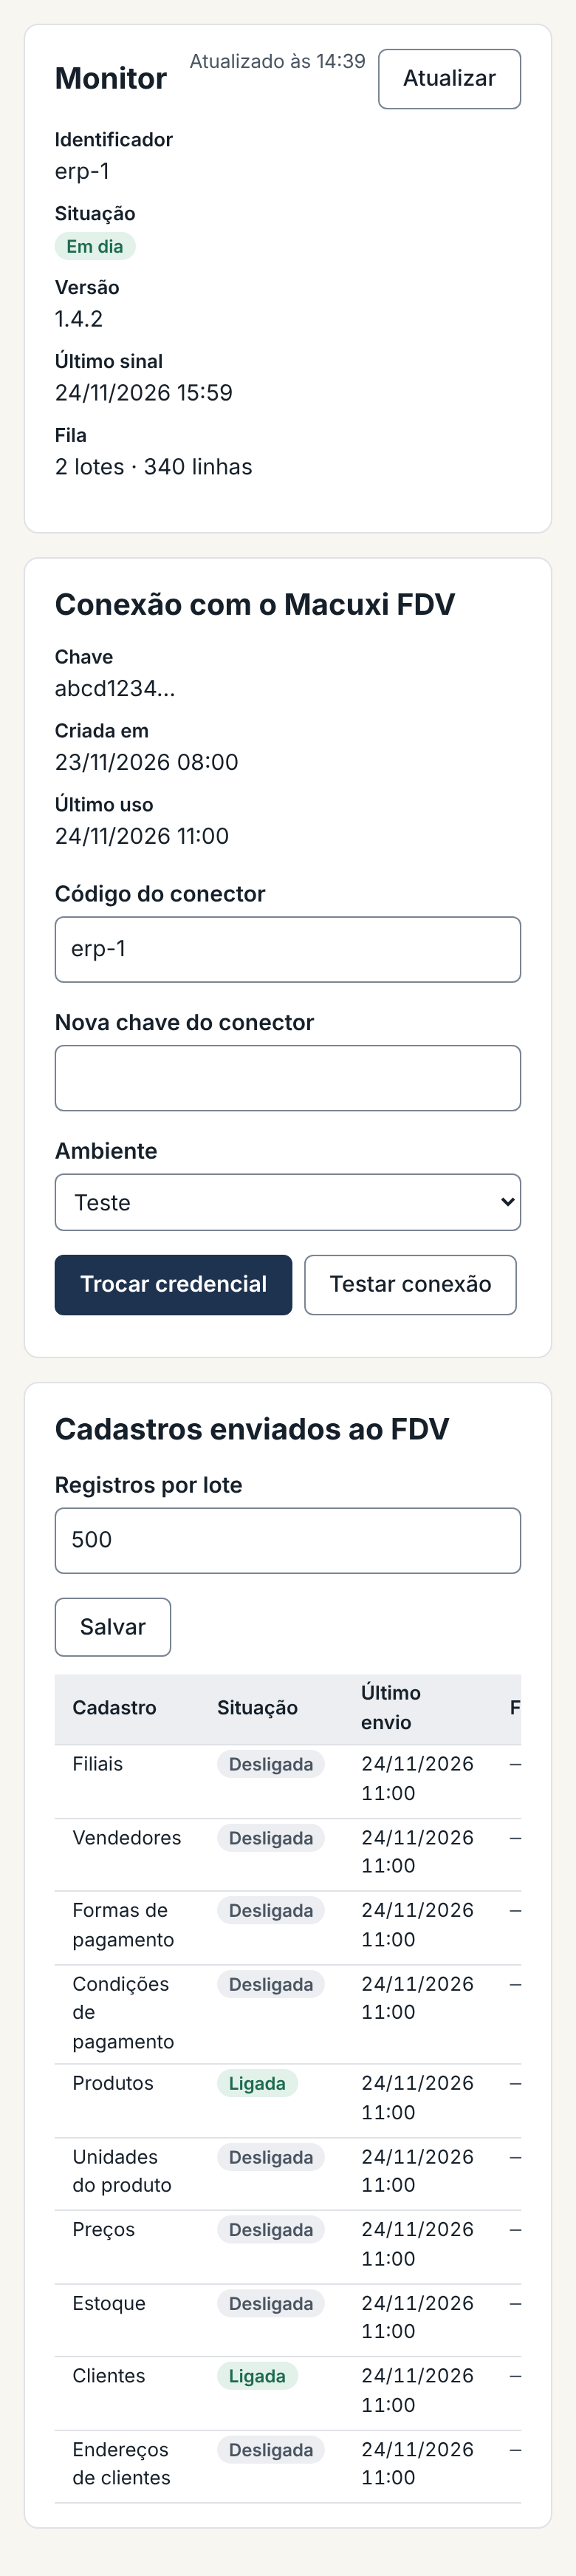 Monitor
Atualizado às 14:39
Atualizar
Identificador
erp-1
Situação
Em dia
Versão
1.4.2
Último sinal
24/11/2026 15:59
Fila
2 lotes · 340 linhas
Conexão com o Macuxi FDV
Chave
abcd1234…
Criada em
23/11/2026 08:00
Último uso
24/11/2026 11:00
Código do conector
erp-1
Nova chave do conector
Ambiente
Teste
Trocar credencial
Testar conexão
Cadastros enviados ao FDV
Registros por lote
500
Salvar
Cadastro Situação Último envio F
Filiais Desligada 24/11/2026 11:00 –
Vendedores Desligada 24/11/2026 11:00 –
Formas de pagamento Desligada 24/11/2026 11:00 –
Condições de pagamento Desligada 24/11/2026 11:00 –
Produtos Ligada 24/11/2026 11:00 –
Unidades do produto Desligada 24/11/2026 11:00 –
Preços Desligada 24/11/2026 11:00 –
Estoque Desligada 24/11/2026 11:00 –
Clientes Ligada 24/11/2026 11:00 –
Endereços de clientes Desligada 24/11/2026 11:00 –